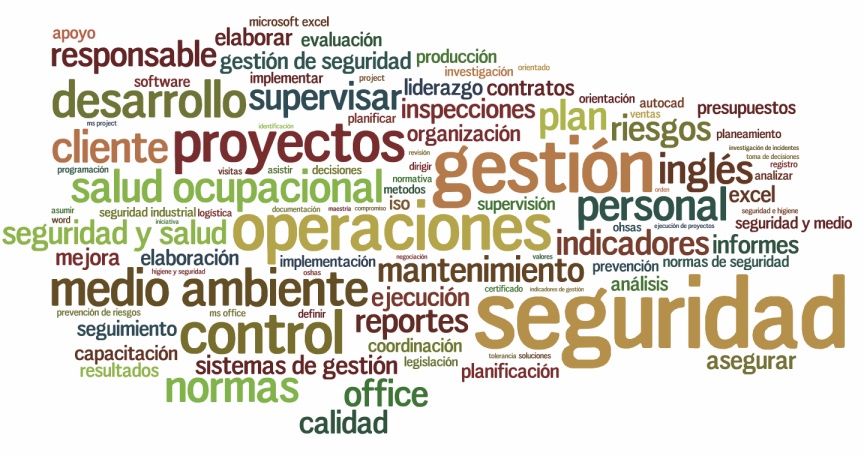 microsoft excel
apoyo
elaborar
evaluación
responsable
gestión de seguridad
producción
investigación
orientado
software
implementar
project
liderazgo
contratos
desarrollo
supervisar
inspecciones
orientación
autocad
presupuestos
ms project
planificar
plan
ventas
identificación
organización
riesgos
planeamiento
cliente
proyectos
revisión
gestión
inglés
investigación de incidentes
toma de decisiones
programación
visitas
asistir
decisiones
dirigir
registro
normativa
analizar
salud ocupacional
metodos
orden
excel
iso
supervisión
personal
asumir
seguridad industrial
logística
documentación
maestría
compromiso
seguridad e higiene
word
iniciativa
operaciones
ohsas
ejecución de proyectos
seguridad y medio
seguridad y salud
indicadores
informes
mejora
elaboración
implementación
negociación
valores
prevención
normas de seguridad
higiene y seguridad
oshas
mantenimiento
medio ambiente
ejecución
certificado
indicadores de gestión
análisis
prevención de riesgos
ms office
definir
reportes
seguridad
seguimiento
control
coordinación
capacitación
tolerancia
soluciones
asegurar
resultados
sistemas de gestión
legislación
planificación
normas
office
calidad